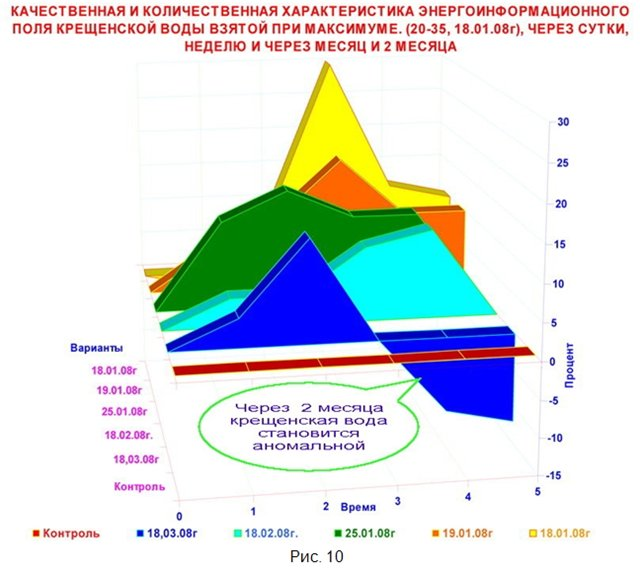 КАЧЕСТВЕННАЯ И КОЛИЧЕСТВЕННАЯ ХАРАКТЕРИСТИКА ЭНЕРГОИНФОРМАЦИОННОГО
ПОЛЯ КРЕЩЕНСКОЙ ВОДЫ ВЗЯТОЙ ПРИ МАКСИМУМЕ. (20-35, 18.01.08г), ЧЕРЕЗ СУТКИ,
НЕДЕЛЮ И ЧЕРЕЗ МЕСЯЦ И 2 МЕСЯЦА
30
25
20
15
10
5
0
-5
-10
-15
Процент
Варианты
18.01.08г
19.01.08г
25.01.08г
18.02.08г.
18,03.08г
Контроль
Через 2 месяца
крещенская вода
становится
аномальной
0
1
2
3
4
5
Время
Контроль 18,03.08г 18.02.08г. 25.01.08г 19.01.08г 18.01.08г
Рис. 10